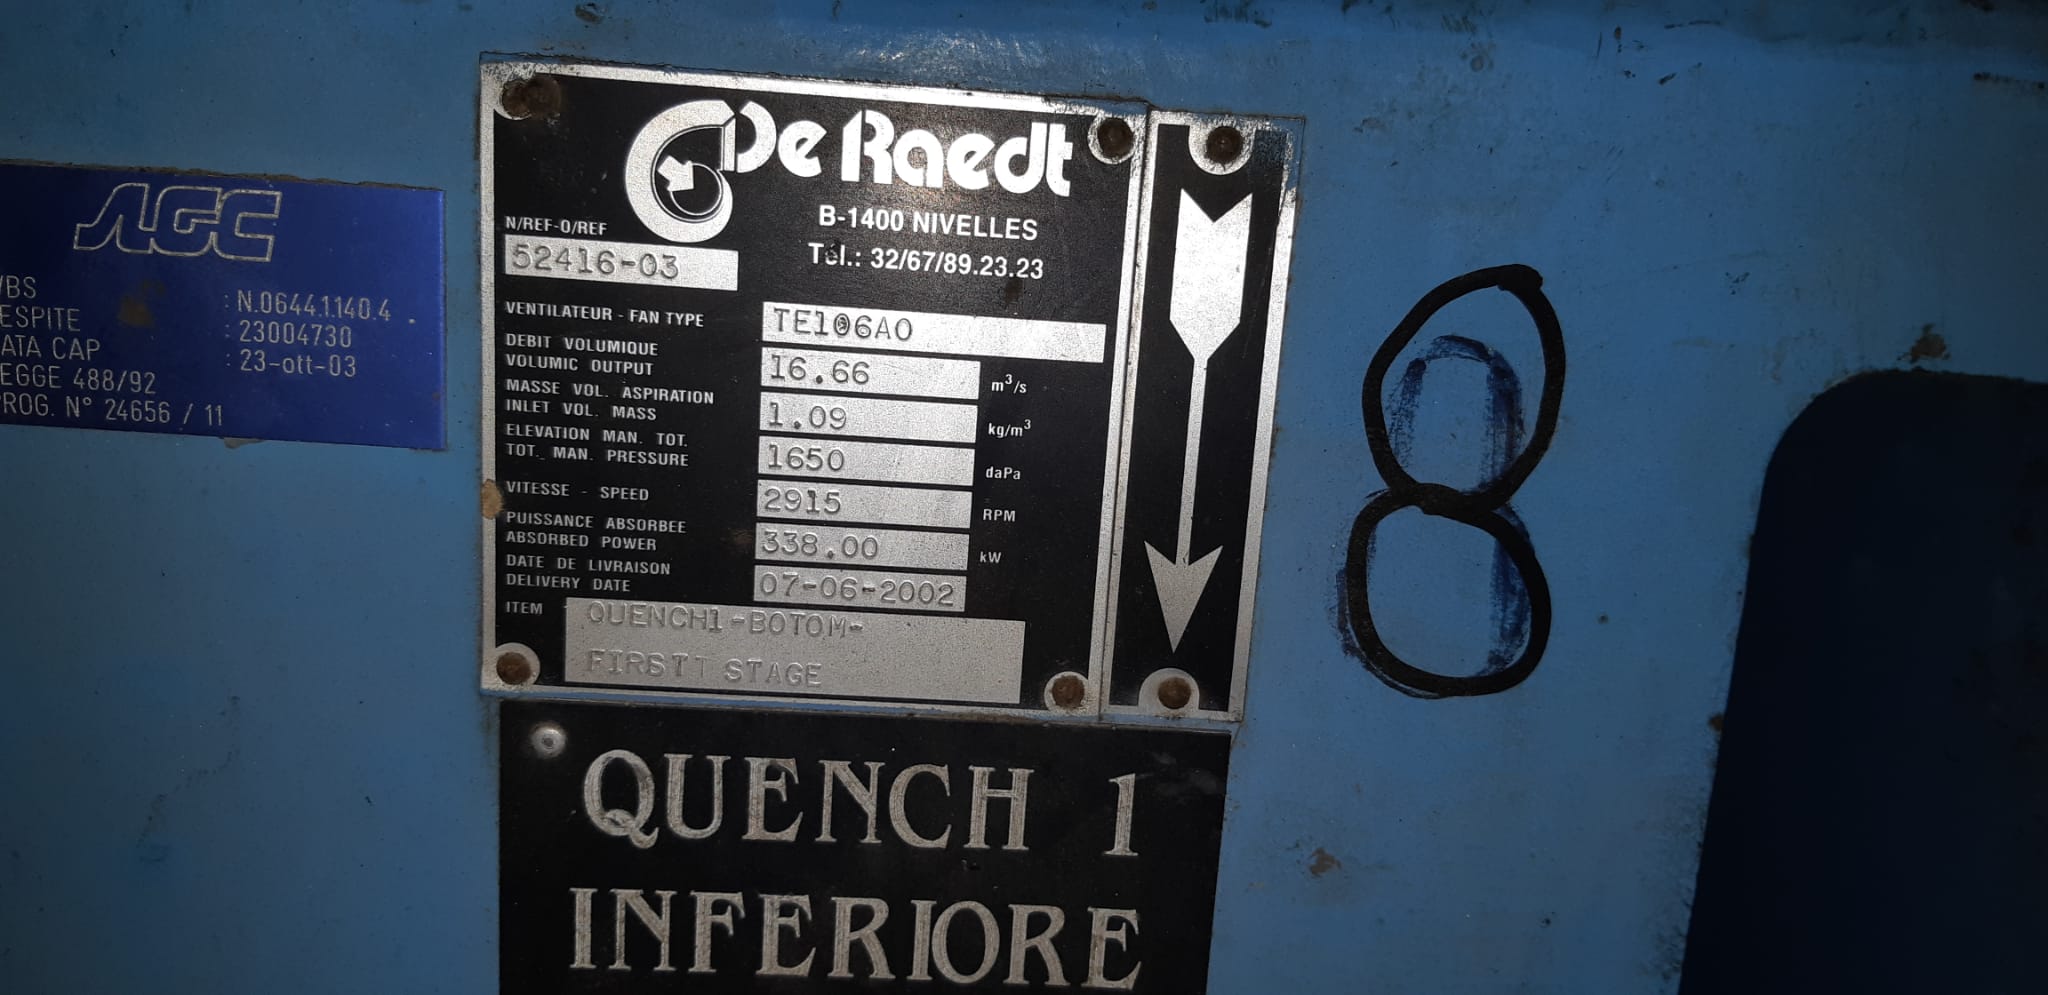 AGC
: N.0644.1.140.4
ESPITE : 23004730
ATA CAP : 23-ott-03
EGGE 488/92
ROG. N° 24656 / 11
De Raedt
B-1400 NIVELLES
Tél.: 32/67/89.23.23
N/REF-O/REF
52416-03
VENTILATEUR - FAN TYPE TE106AO
DEBIT VOLUMIQUE
VOLUMIC OUTPUT 16.66 m³/s
MASSE VOL. ASPIRATION
INLET VOL. MASS 1.09 kg/m³
ELEVATION MAN. TOT.
TOT. MAN. PRESSURE 1650 daPa
VITESSE - SPEED 2915 RPM
PUISSANCE ABSORBEE
ABSORBED POWER 338.00 kW
DATE DE LIVRAISON
DELIVERY DATE 07-06-2002
ITEM QUENCH1-BOTOM-
FIRSTT STAGE
8
QUENCH 1
INFERIORE